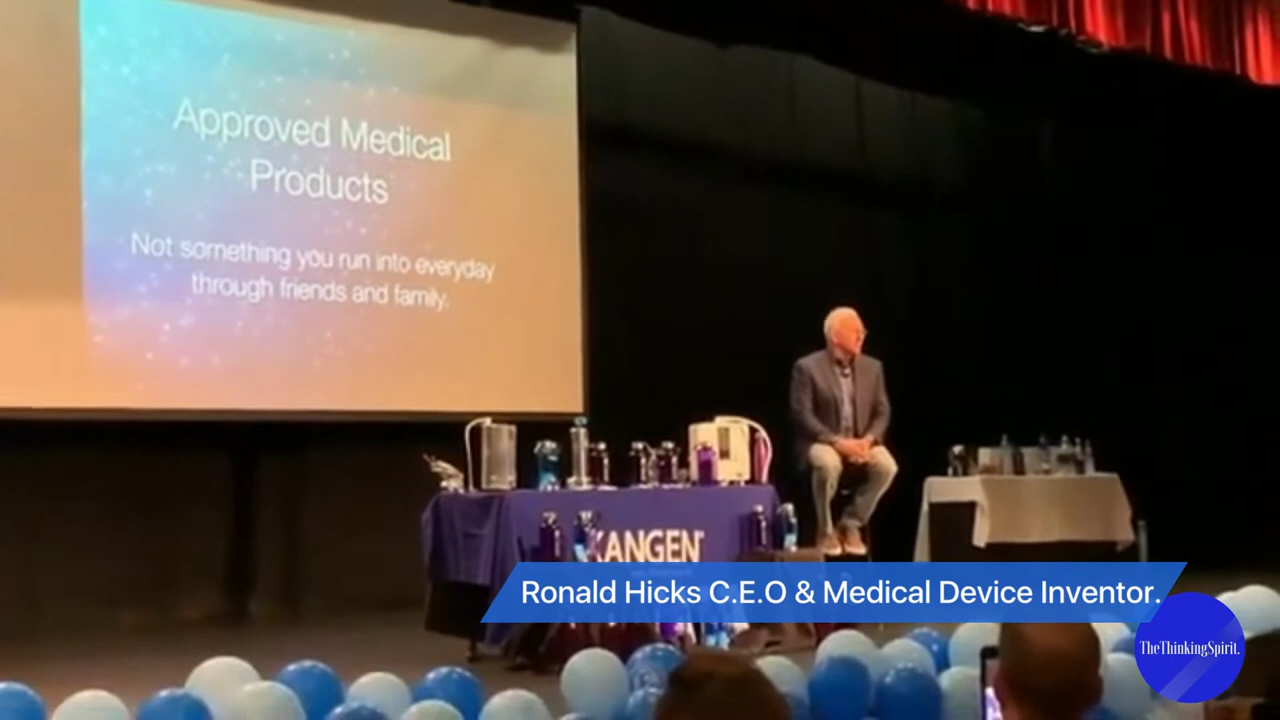 Approved Medical
Products
Not something you run into everyday
through friends and family.
KANGEN
Ronald Hicks C.E.O & Medical Device Inventor.
TheThinkingSpirit.